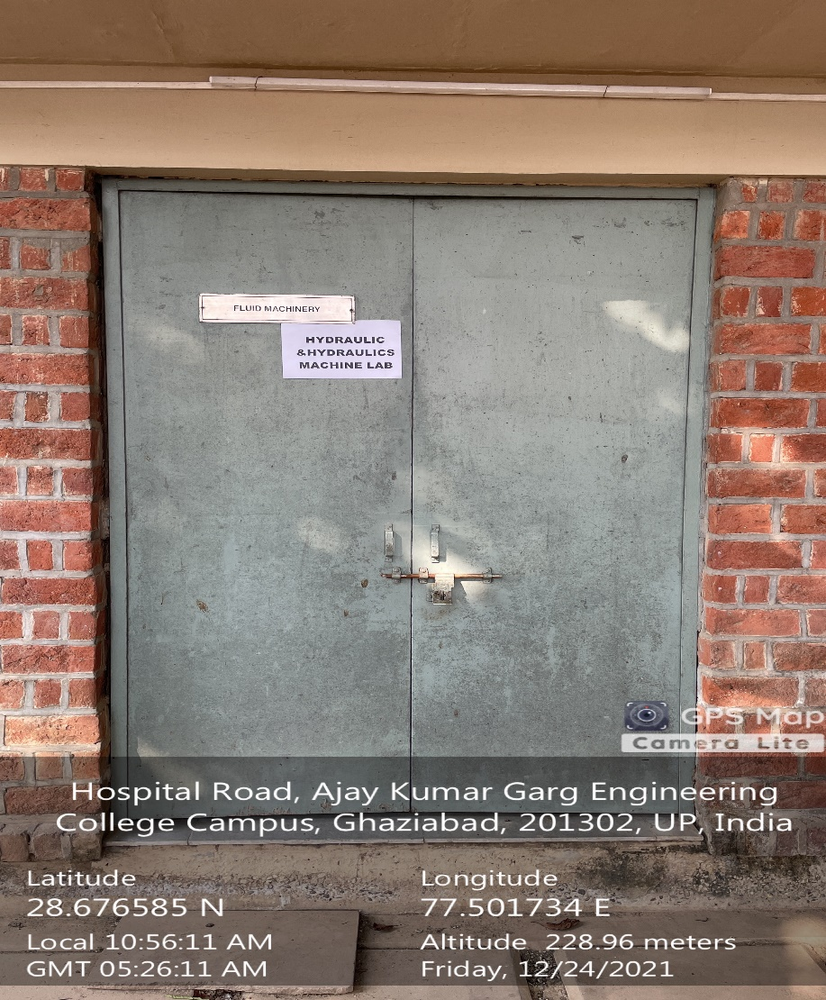 FLUID MACHINERY
HYDRAULIC
&HYDRAULICS
MACHINE LAB
GPS Map
Camera Lite
Hospital Road, Ajay Kumar Garg Engineering
College Campus, Ghaziabad, 201302, UP, India
Latitude
28.676585 N
Longitude
77.501734 E
Local 10:56:11 AM
GMT 05:26:11 AM
Altitude 228.96 meters
Friday, 12/24/2021